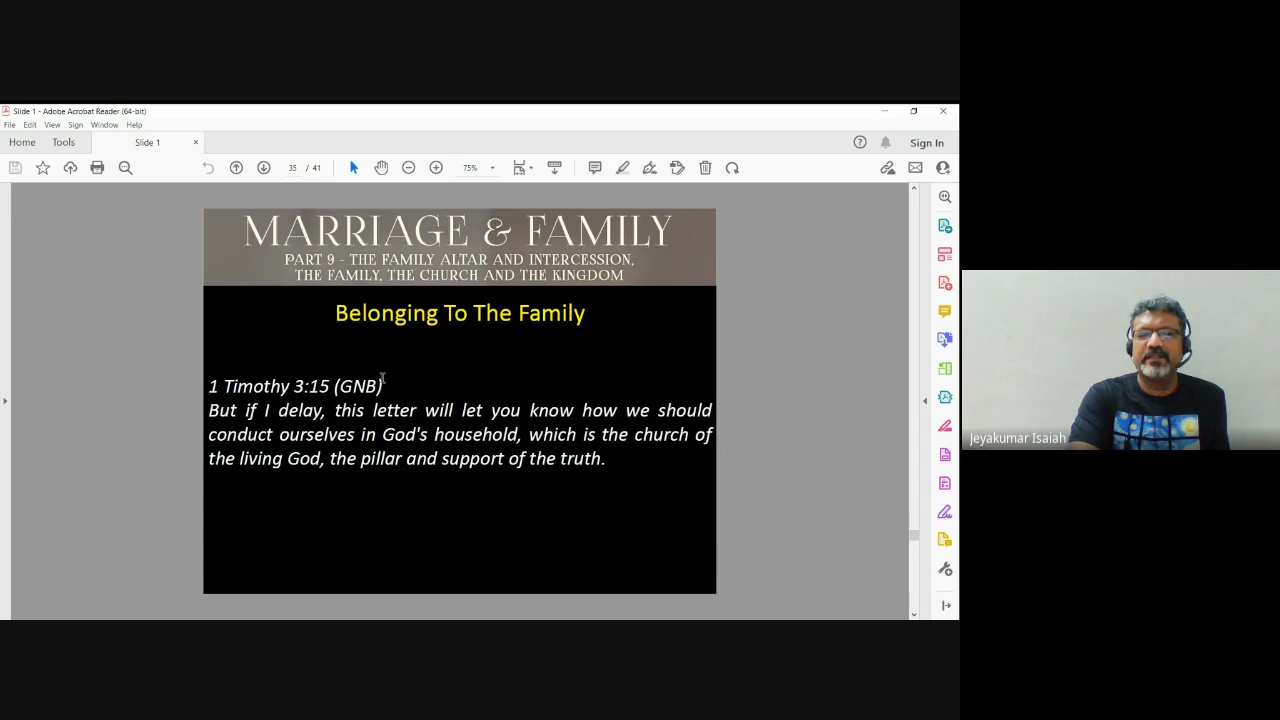 Slide 1 - Adobe Acrobat Reader (64-bit)
File Edit View Sign Window Help
Home Tools Slide 1 × Sign In
35 / 41 75%
MARRIAGE & FAMILY
PART 9 - THE FAMILY ALTAR AND INTERCESSION,
THE FAMILY, THE CHURCH AND THE KINGDOM
Belonging To The Family
1 Timothy 3:15 (GNB)
But if I delay, this letter will let you know how we should
conduct ourselves in God's household, which is the church of
the living God, the pillar and support of the truth.
Jeyakumar Isaiah